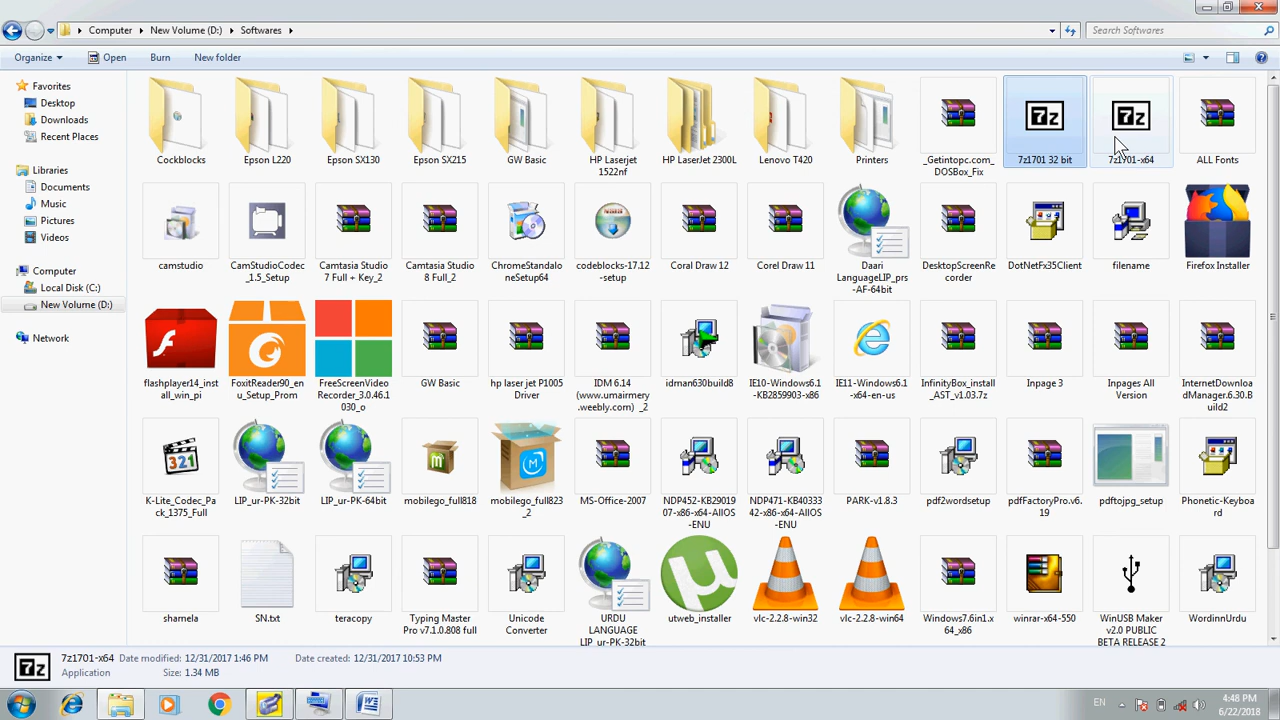 Computer New Volume (D:) Softwares
Search Softwares
Organize Open Burn New folder
Favorites
Desktop
Downloads
Recent Places
Libraries
Documents
Music
Pictures
Videos
Computer
Local Disk (C:)
New Volume (D:)
Network
Cockblocks
Epson L220
Epson SX130
Epson SX215
GW Basic
HP Laserjet
1522nf
HP LaserJet 2300L
Lenovo T420
Printers
_Getintopc.com_
DOSBox_Fix
7z
7z1701 32 bit
7z
7z1701-x64
ALL Fonts
camstudio
CamStudioCodec
_1.5_Setup
Camtasia Studio
7 Full + Key_2
Camtasia Studio
8 Full_2
ChromeStandalo
neSetup64
codeblocks-17.12
-setup
Coral Draw 12
Corel Draw 11
Daari
LanguageLIP_prs
-AF-64bit
DesktopScreenRe
corder
DotNetFx35Client
filename
Firefox Installer
flashplayer14_inst
all_win_pi
FoxitReader90_en
u_Setup_Prom
FreeScreenVideo
Recorder_3.0.46.1
030_o
GW Basic
hp laser jet P1005
Driver
IDM 6.14
(www.umairmery
.weebly.com) _2
idman630build8
IE10-Windows6.1
-KB2859903-x86
IE11-Windows6.1
-x64-en-us
InfinityBox_install
_AST_v1.03.7z
Inpage 3
Inpages All
Version
InternetDownloa
dManager.6.30.B
uild2
321
K-Lite_Codec_Pa
ck_1375_Full
LIP_ur-PK-32bit
LIP_ur-PK-64bit
mobilego_full818
mobilego_full823
_2
MS-Office-2007
NDP452-KB29019
07-x86-x64-AllOS
-ENU
NDP471-KB40333
42-x86-x64-AllOS
-ENU
PARK-v1.8.3
pdf2wordsetup
pdfFactoryPro.v6.
19
pdftojpg_setup
Phonetic-Keyboa
rd
sharnela
SN.txt
teracopy
Typing Master
Pro v7.1.0.808 full
Unicode
Converter
URDU
LANGUAGE
LIP_ur-PK-32bit
utweb_installer
vlc-2.2.8-win32
vlc-2.2.8-win64
Windows7.6in1.x
64_x86
winrar-x64-550
WinUSB Maker
v2.0 PUBLIC
BETA RELEASE 2
WordinnUrdu
7z
7z1701-x64 Date modified: 12/31/2017 1:46 PM Date created: 12/31/2017 10:53 PM
Application Size: 1.34 MB
EN
4:48 PM
6/22/2018